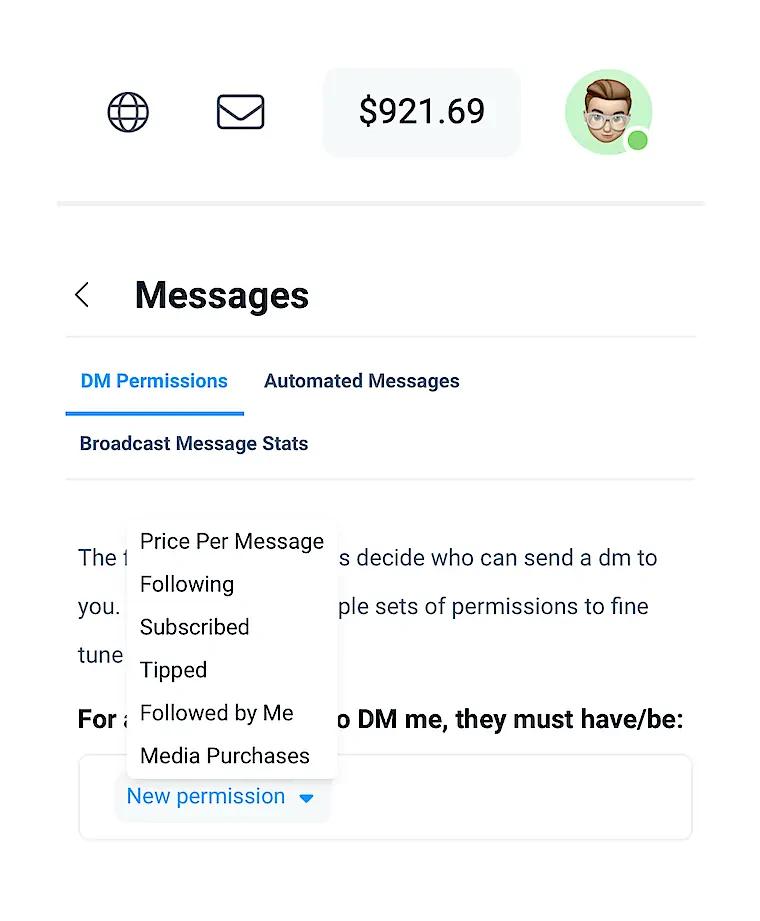 $921.69
Messages
DM Permissions Automated Messages
Broadcast Message Stats
Price Per Message
Following
Subscribed
Tipped
Followed by Me
Media Purchases
The s decide who can send a dm to
you. ple sets of permissions to fine
tune
For o DM me, they must have/be:
New permission